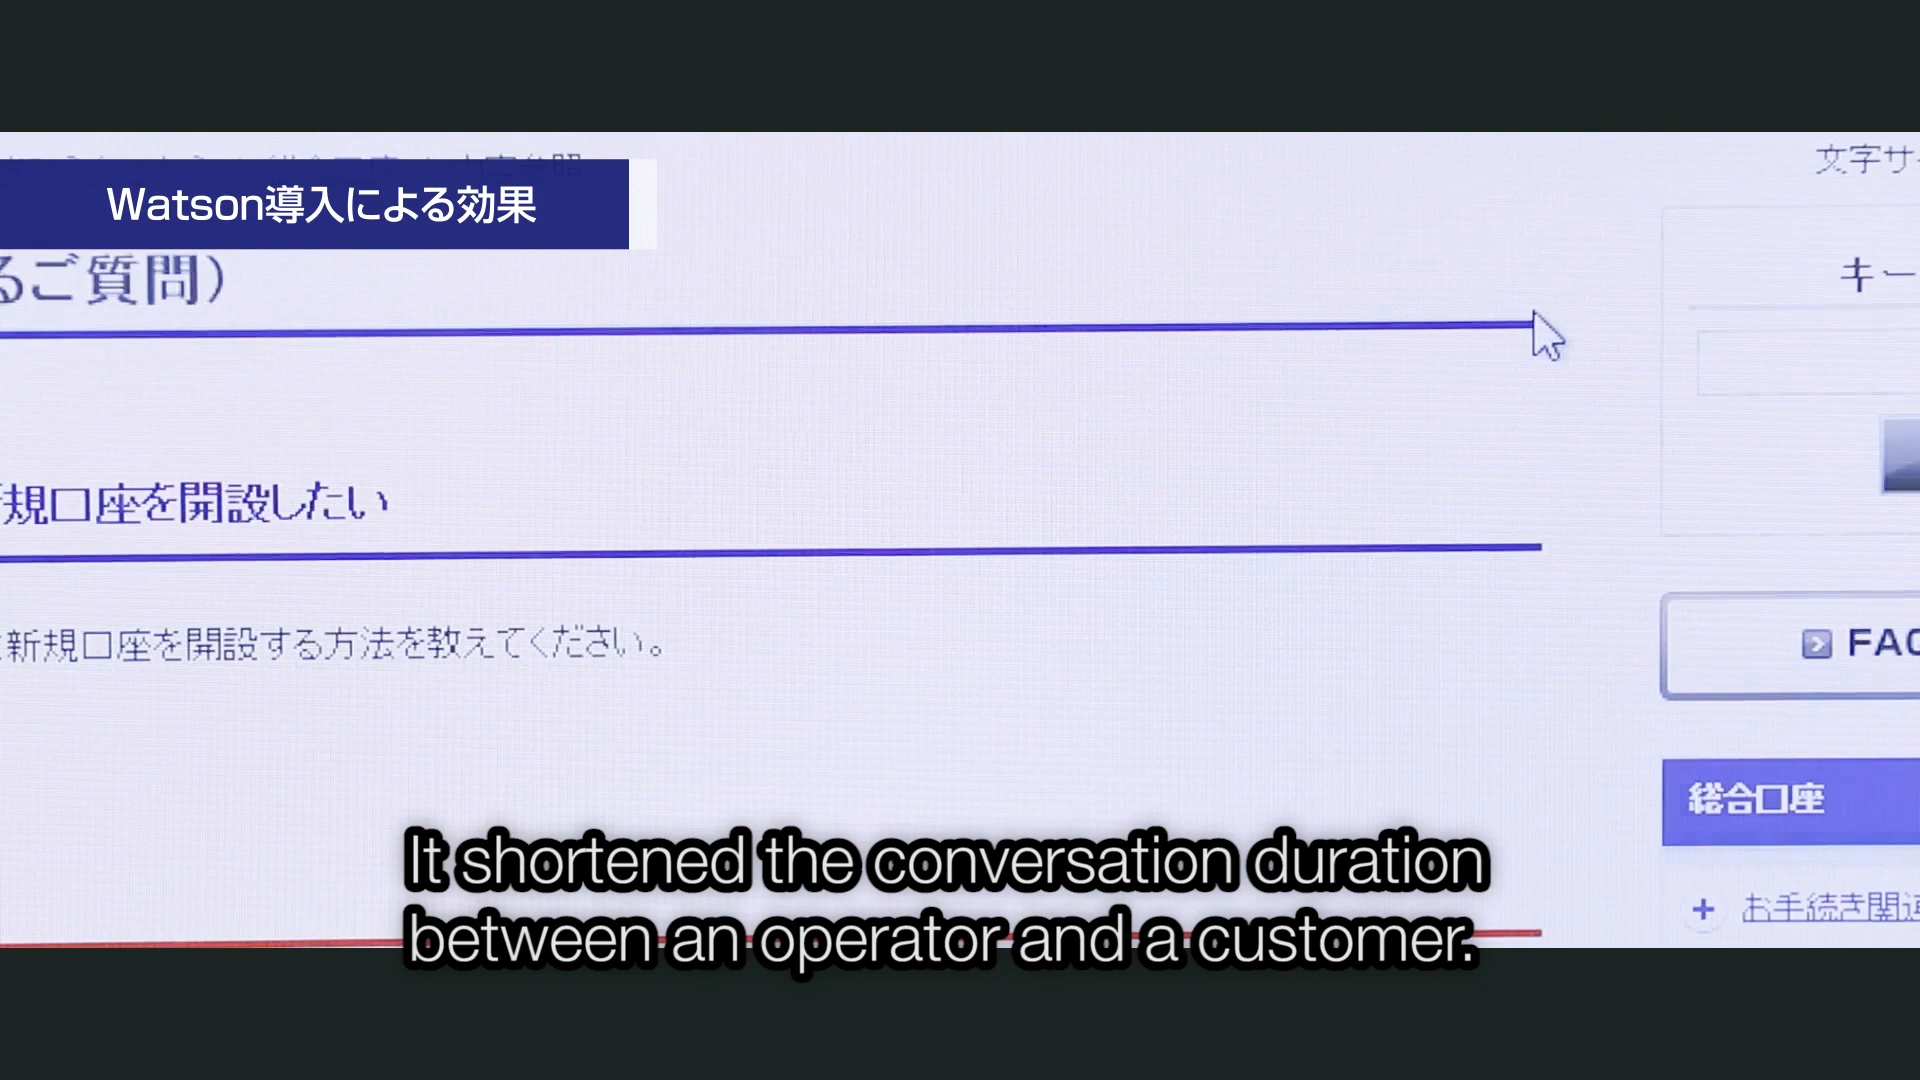 Watson導入による効果
文字サ
るご質問）
キー
規口座を開設したい
新規口座を開設する方法を教えてください。
FAQ
総合口座
お手続き関連
It shortened the conversation duration
between an operator and a customer.